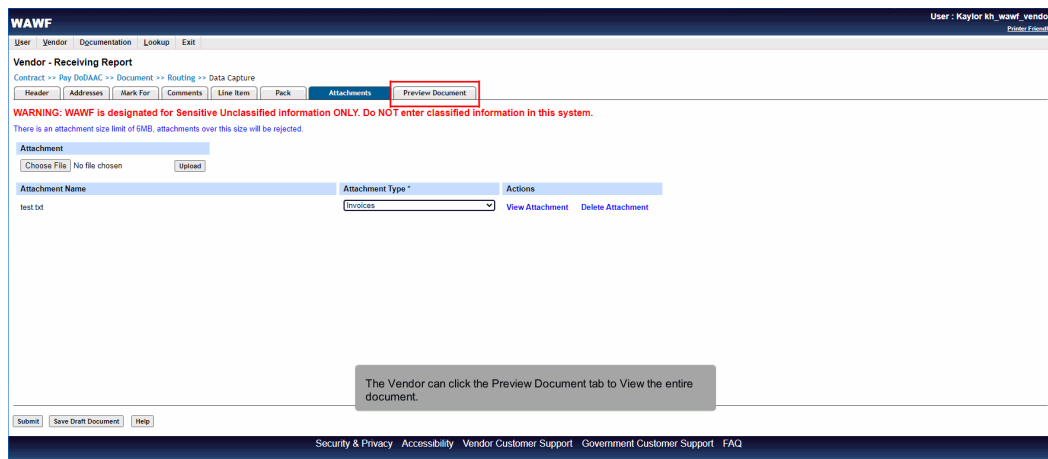 WAWF
User : Kaylor kh_wawf_vendo
Printer Friendl
User Vendor Documentation Lookup Exit
Vendor - Receiving Report
Contract >> Pay DoDAAC >> Document >> Routing >> Data Capture
Header Addresses Mark For Comments Line Item Pack Attachments Preview Document
WARNING: WAWF is designated for Sensitive Unclassified information ONLY. Do NOT enter classified information in this system.
There is an attachment size limit of 6MB, attachments over this size will be rejected.
Attachment
Choose File No file chosen Upload
Attachment Name Attachment Type * Actions
test.txt Invoices View Attachment Delete Attachment
The Vendor can click the Preview Document tab to View the entire
document.
Submit Save Draft Document Help
Security & Privacy Accessibility Vendor Customer Support Government Customer Support FAQ